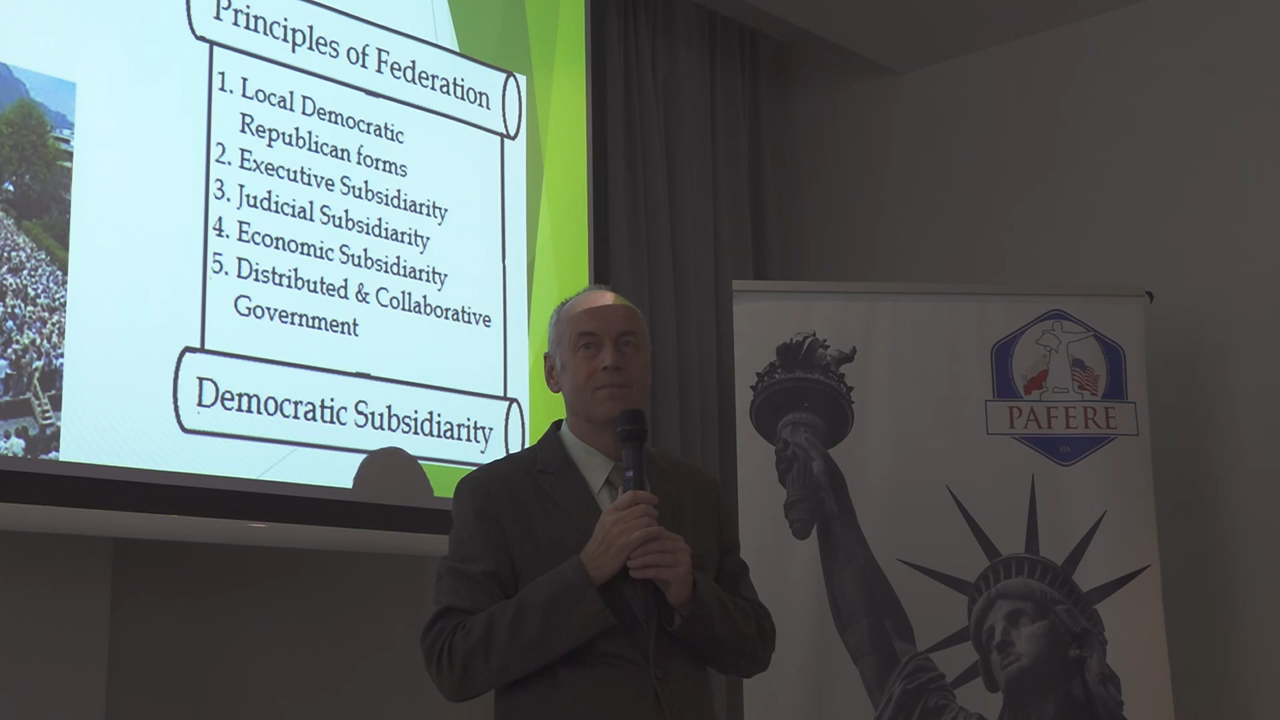 Principles of Federation
1. Local Democratic
Republican forms
2. Executive Subsidiarity
3. Judicial Subsidiarity
4. Economic Subsidiarity
5. Distributed & Collaborative
Government
Democratic Subsidiarity
PAFERE